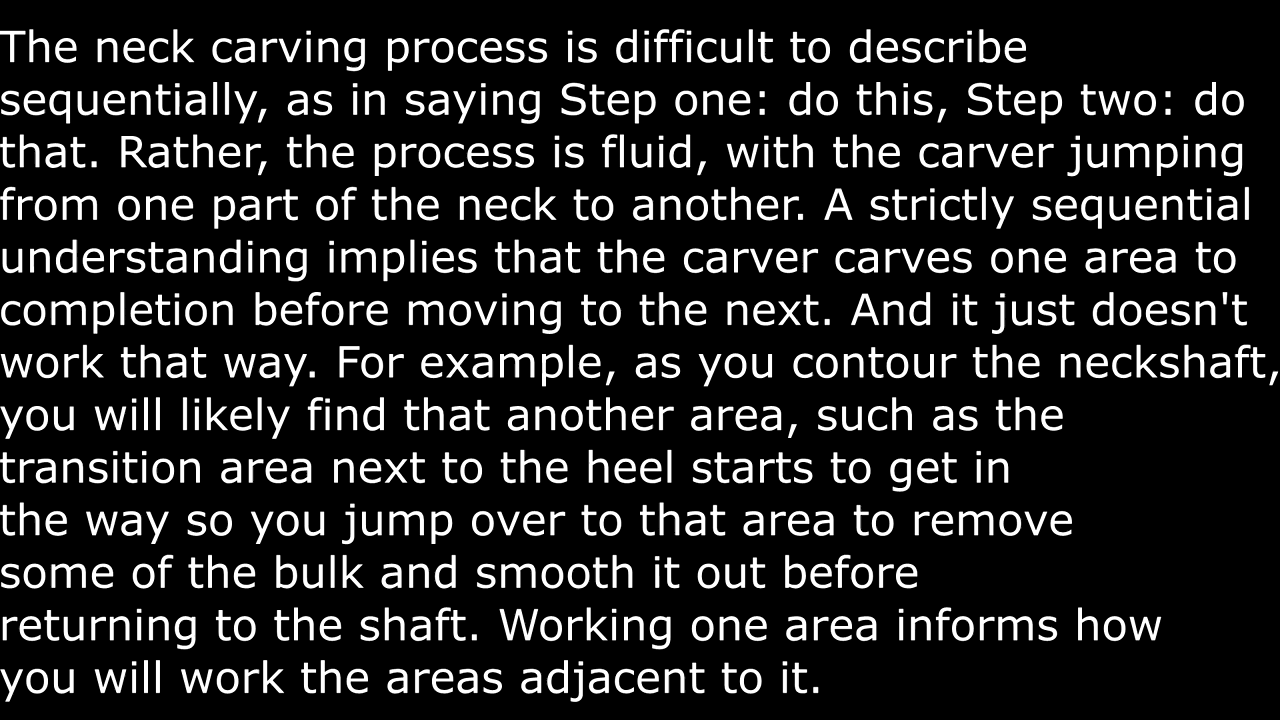 The neck carving process is difficult to describe
sequentially, as in saying Step one: do this, Step two: do
that. Rather, the process is fluid, with the carver jumping
from one part of the neck to another. A strictly sequential
understanding implies that the carver carves one area to
completion before moving to the next. And it just doesn't
work that way. For example, as you contour the neckshaft,
you will likely find that another area, such as the
transition area next to the heel starts to get in
the way so you jump over to that area to remove
some of the bulk and smooth it out before
returning to the shaft. Working one area informs how
you will work the areas adjacent to it.